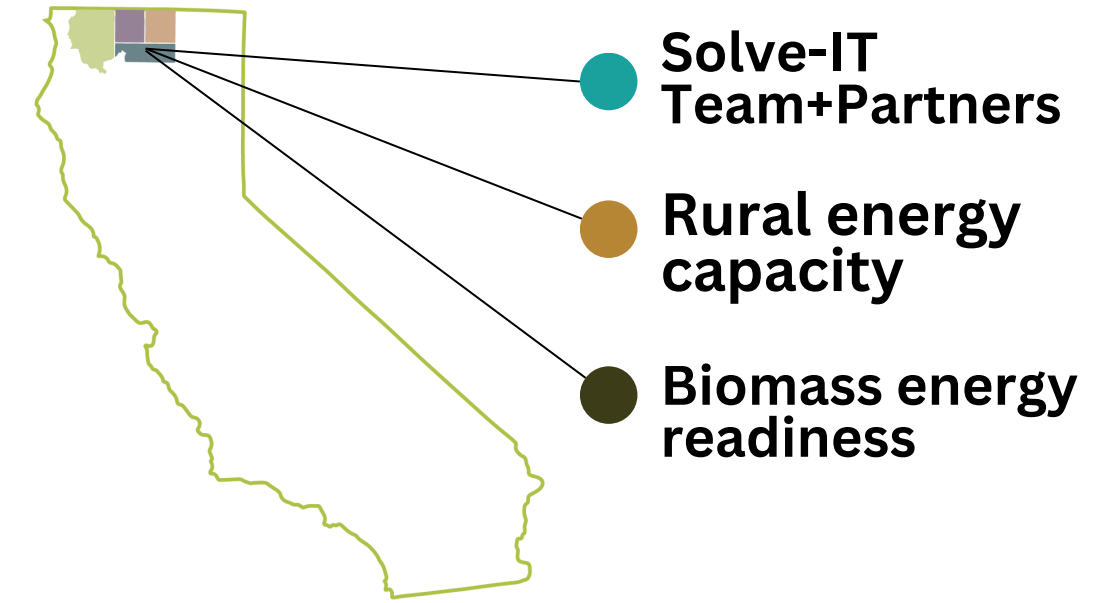 Solve-IT
Team+Partners
Rural energy
capacity
Biomass energy
readiness